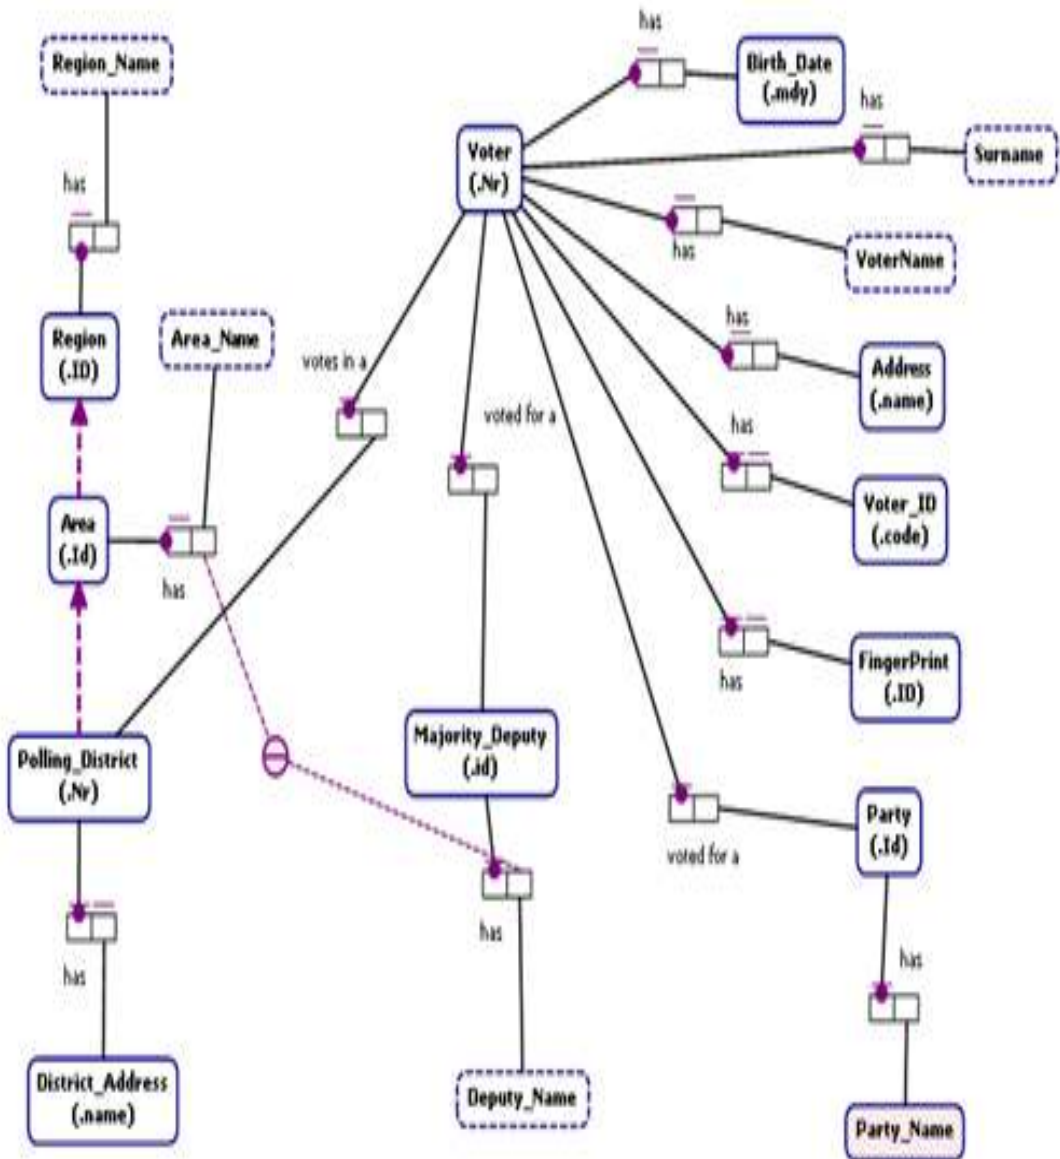 has
Region_Name
Birth_Date
(.mdy)
has
Voter
(.Nr)
Surname
has
has
VoterName
Region
(.ID)
Area_Name
has
votes in a
Address
(.name)
voted for a
has
Area
(.Id)
Voter_ID
(.code)
has
FingerPrint
(.ID)
has
Polling_District
(.Nr)
Majority_Deputy
(.id)
Party
(.Id)
voted for a
has
has
has
District_Address
(.name)
Deputy_Name
Party_Name